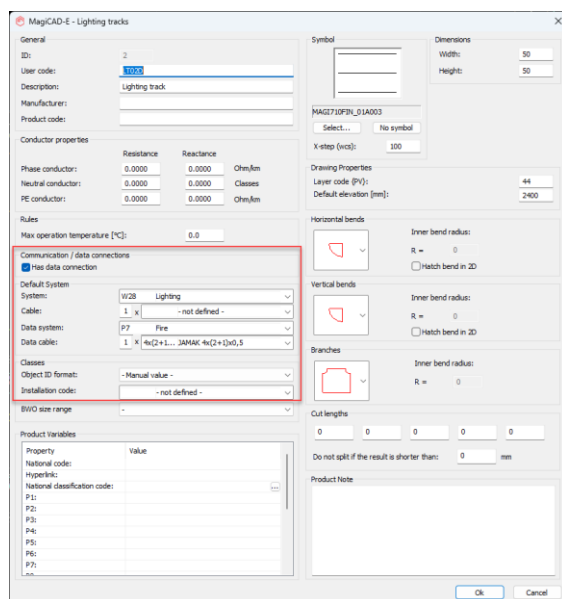 MagiCAD-E - Lighting tracks
General
ID: 2
User code: LT02D
Description: Lighting track
Manufacturer:
Product code:
Conductor properties
Resistance Reactance
Phase conductor: 0.0000 0.0000 Ohm/km
Neutral conductor: 0.0000 0.0000 Classes
PE conductor: 0.0000 0.0000 Ohm/km
Rules
Max operation temperature [°C]: 0.0
Communication / data connections
Has data connection
Default System
System: W28 Lighting
Cable: 1 x - not defined -
Data system: P7 Fire
Data cable: 1 x 4x(2+1... JAMAK 4x(2+1)x0,5
Classes
Object ID format: - Manual value -
Installation code: - not defined -
BWO size range -
Product Variables
Property Value
National code:
Hyperlink:
National classification code: ...
P1:
P2:
P3:
P4:
P5:
P6:
P7:
Symbol
MAGI710FIN_01A003
Select... No symbol
X-step (wcs): 100
Dimensions
Width: 50
Height: 50
Drawing Properties
Layer code (PV): 44
Default elevation [mm]: 2400
Horizontal bends
Inner bend radius:
R = 0
Hatch bend in 2D
Vertical bends
Inner bend radius:
R = 0
Hatch bend in 2D
Branches
Inner bend radius:
R = 0
Cut lengths
0 0 0 0 0
Do not split if the result is shorter than: 0 mm
Product Note
Ok Cancel